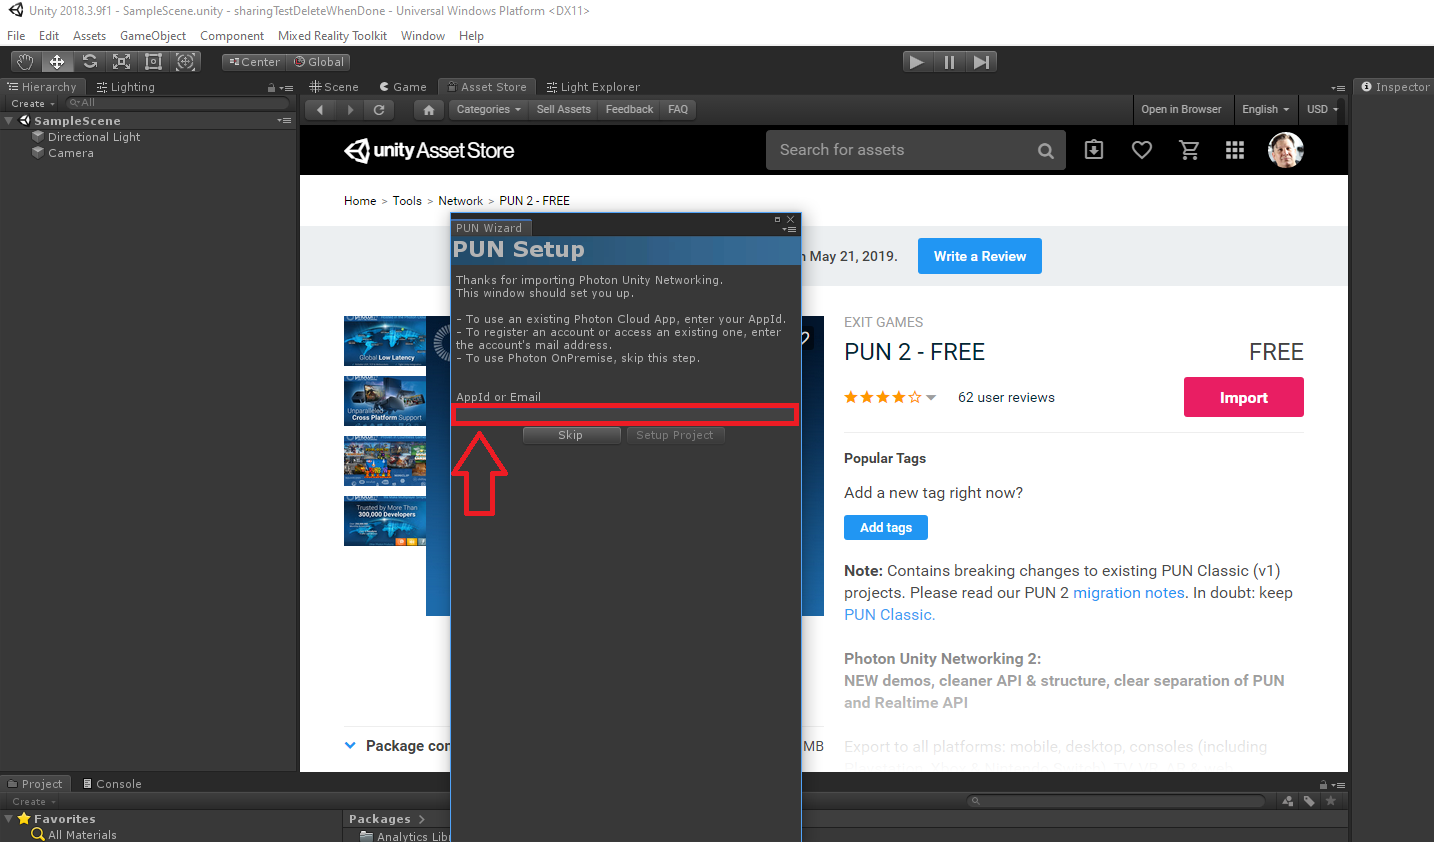 Unity 2018.3.9f1 - SampleScene.unity - sharingTestDeleteWhenDone - Universal Windows Platform <DX11>
File Edit Assets GameObject Component Mixed Reality Toolkit Window Help
Center Global
Hierarchy Lighting
Create All
SampleScene
Directional Light
Camera
Scene Game Asset Store Light Explorer
Categories Sell Assets Feedback FAQ Open in Browser English USD
unity Asset Store Search for assets
Home > Tools > Network > PUN 2 - FREE
May 21, 2019. Write a Review
Global Low Latency
Unparalleled
Cross Platform Support
Trusted by More Than
300,000 Developers
PUN Wizard
PUN Setup
Thanks for importing Photon Unity Networking.
This window should set you up.
- To use an existing Photon Cloud App, enter your AppId.
- To register an account or access an existing one, enter
the account's mail address.
- To use Photon OnPremise, skip this step.
AppId or Email
Skip Setup Project
EXIT GAMES
PUN 2 - FREE FREE
62 user reviews Import
Popular Tags
Add a new tag right now?
Add tags
Note: Contains breaking changes to existing PUN Classic (v1)
projects. Please read our PUN 2 migration notes. In doubt: keep
PUN Classic.
Photon Unity Networking 2:
NEW demos, cleaner API & structure, clear separation of PUN
and Realtime API
Export to all platforms: mobile, desktop, consoles (including
Package con MB
Inspector
Project Console
Create
Favorites
All Materials
Packages >
Analytics Lib